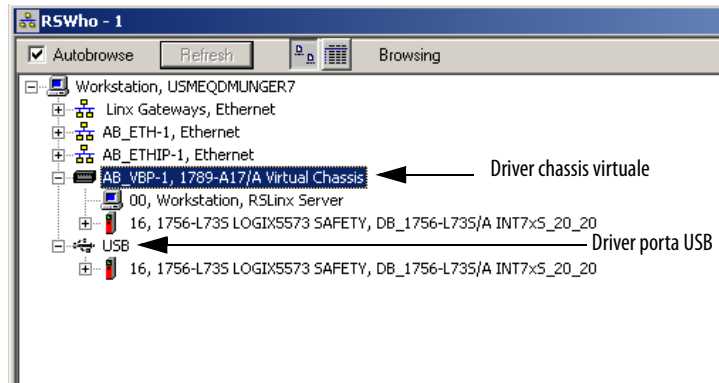 RSWho - 1
Autobrowse Refresh Browsing
Workstation, USMEQDMUNGER7
Linx Gateways, Ethernet
AB_ETH-1, Ethernet
AB_ETHIP-1, Ethernet
AB_VBP-1, 1789-A17/A Virtual Chassis Driver chassis virtuale
00, Workstation, RSLinx Server
16, 1756-L73S LOGIX5573 SAFETY, DB_1756-L73S/A INT7x5_20_20
USB Driver porta USB
16, 1756-L73S LOGIX5573 SAFETY, DB_1756-L73S/A INT7x5_20_20